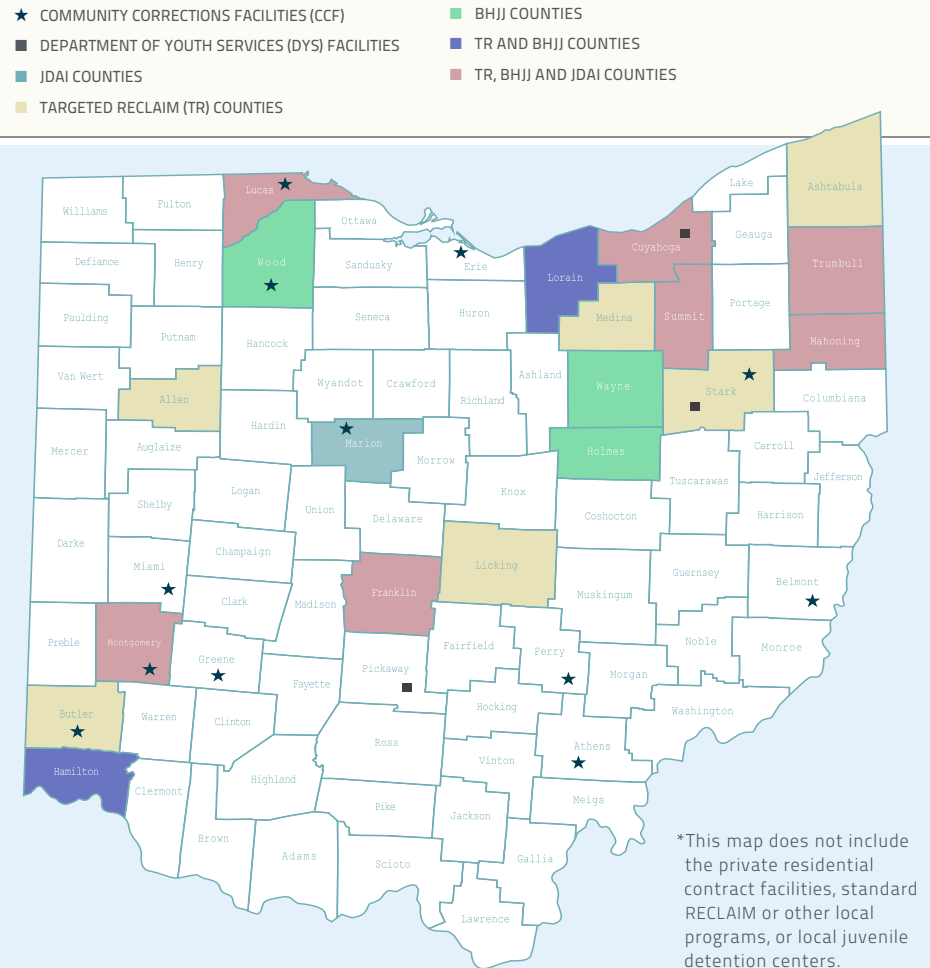 COMMUNITY CORRECTIONS FACILITIES (CCF)
DEPARTMENT OF YOUTH SERVICES (DYS) FACILITIES
JDAI COUNTIES
TARGETED RECLAIM (TR) COUNTIES
BHJJ COUNTIES
TR AND BHJJ COUNTIES
TR, BHJJ AND JDAI COUNTIES
Williams
Fulton
Lucas
Ottawa
Lake
Ashtabula
Defiance
Henry
Wood
Sandusky
Erie
Lorain
Cuyahoga
Geauga
Trumbull
Paulding
Putnam
Hancock
Seneca
Huron
Medina
Summit
Portage
Mahoning
Van Wert
Allen
Wyandot
Crawford
Richland
Ashland
Wayne
Stark
Columbiana
Mercer
Auglaize
Hardin
Marion
Morrow
Holmes
Carroll
Jefferson
Shelby
Logan
Union
Delaware
Knox
Coshocton
Tuscarawas
Harrison
Darke
Miami
Champaign
Clark
Madison
Franklin
Licking
Muskingum
Guernsey
Belmont
Preble
Montgomery
Greene
Fayette
Pickaway
Fairfield
Perry
Morgan
Noble
Monroe
Butler
Warren
Clinton
Ross
Hocking
Athens
Washington
Hamilton
Clermont
Highland
Vinton
Meigs
Brown
Adams
Pike
Jackson
Scioto
Gallia
Lawrence
*This map does not include
the private residential
contract facilities, standard
RECLAIM or other local
programs, or local juvenile
detention centers.